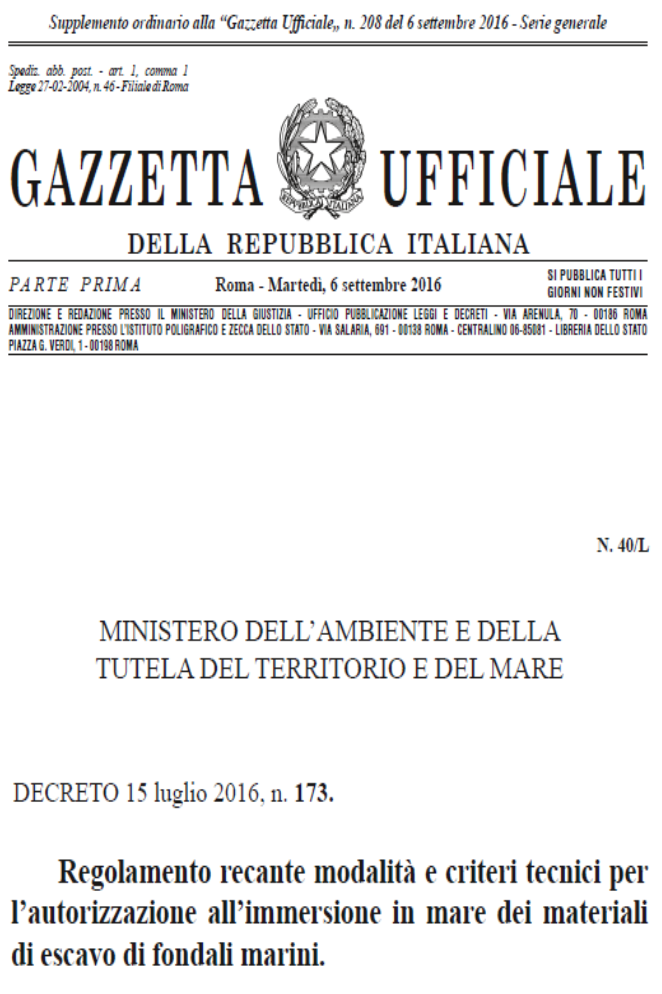 Supplemento ordinario alla “Gazzetta Ufficiale„ n. 208 del 6 settembre 2016 - Serie generale
Spediz. abb. post. - art. 1, comma 1
Legge 27-02-2004, n. 46 - Filiale di Roma
GAZZETTA UFFICIALE
REPVBBLICA ITALIANA
DELLA REPUBBLICA ITALIANA
PARTE PRIMA
Roma - Martedì, 6 settembre 2016
SI PUBBLICA TUTTI I
GIORNI NON FESTIVI
DIREZIONE E REDAZIONE PRESSO IL MINISTERO DELLA GIUSTIZIA - UFFICIO PUBBLICAZIONE LEGGI E DECRETI - VIA ARENULA, 70 - 00186 ROMA
AMMINISTRAZIONE PRESSO L'ISTITUTO POLIGRAFICO E ZECCA DELLO STATO - VIA SALARIA, 691 - 00138 ROMA - CENTRALINO 06-85081 - LIBRERIA DELLO STATO
PIAZZA G. VERDI, 1 - 00198 ROMA
N. 40/L
MINISTERO DELL’AMBIENTE E DELLA
TUTELA DEL TERRITORIO E DEL MARE
DECRETO 15 luglio 2016, n. 173.
Regolamento recante modalità e criteri tecnici per
l’autorizzazione all’immersione in mare dei materiali
di escavo di fondali marini.